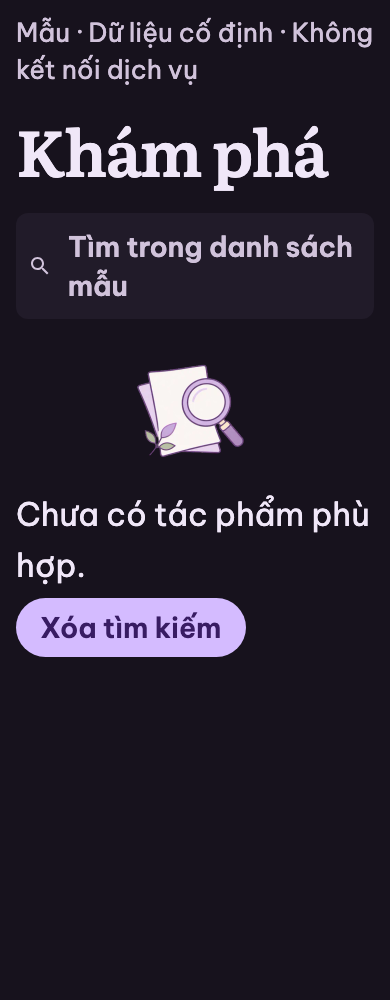 Mẫu · Dữ liệu cố định · Không
kết nối dịch vụ
Khám phá
Tìm trong danh sách
mẫu
Chưa có tác phẩm phù
hợp.
Xóa tìm kiếm